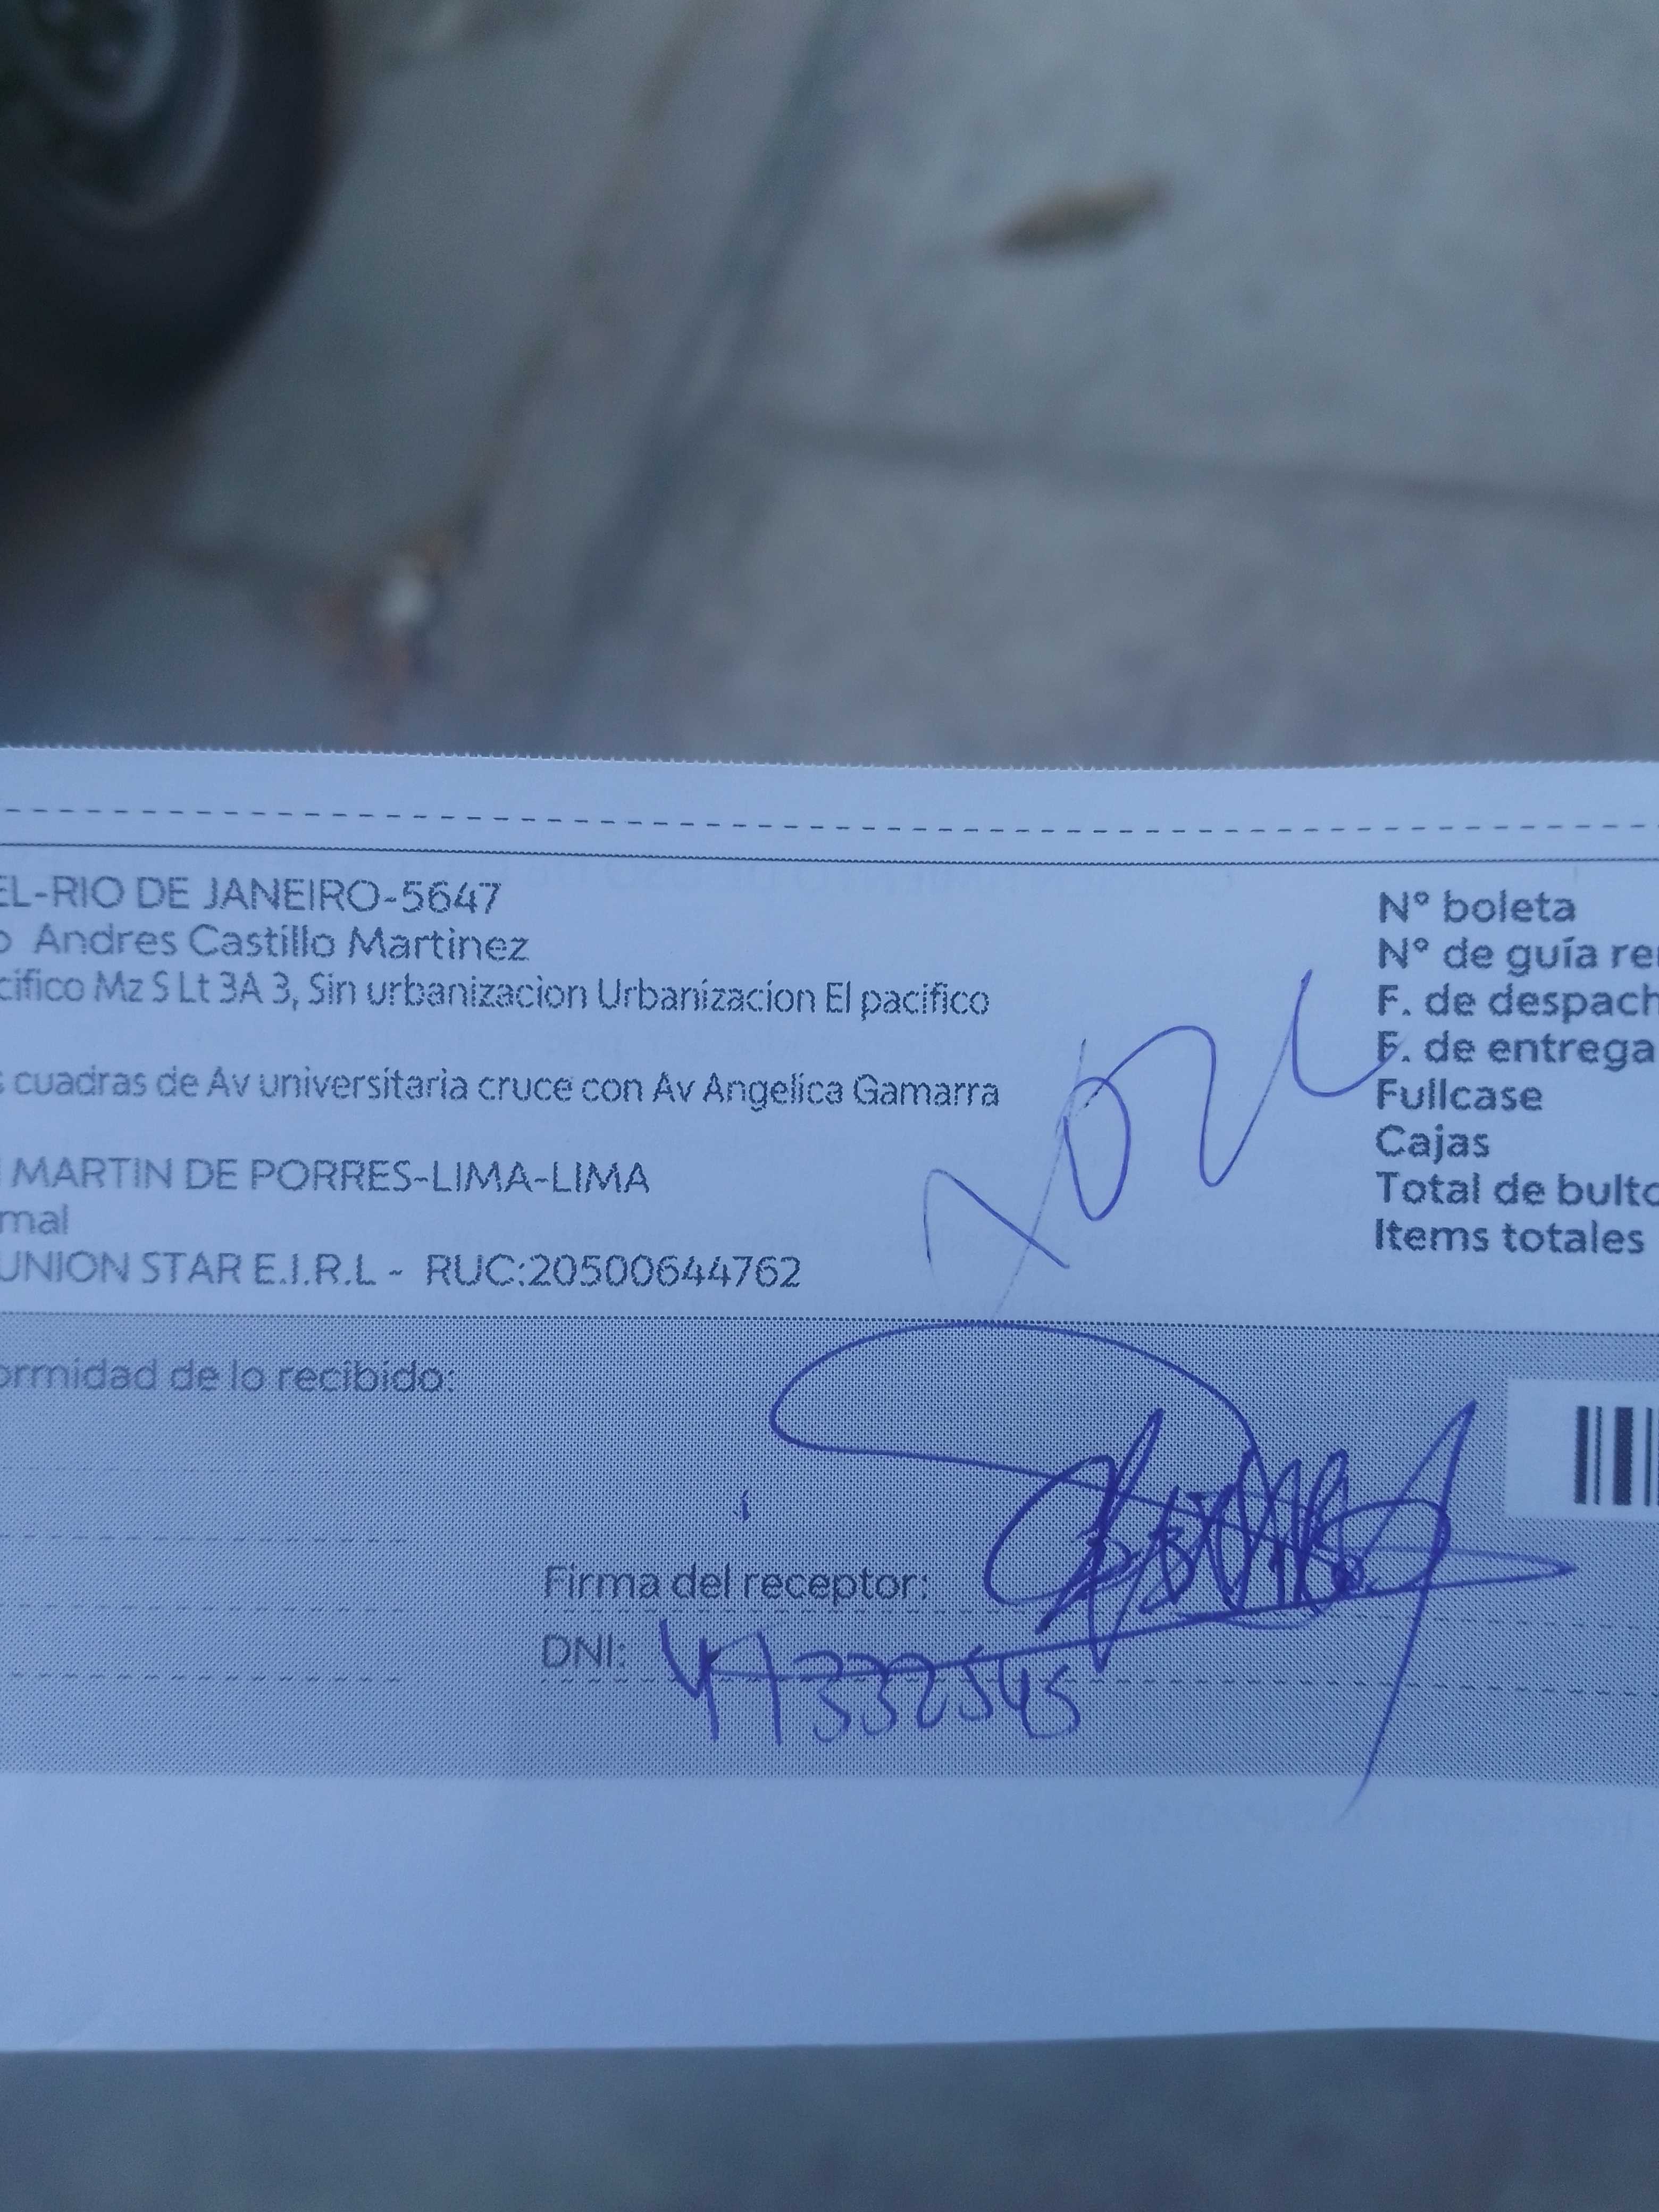 EL-RIO DE JANEIRO-5647
o Andres Castillo Martinez
cifico Mz S Lt 3A 3, Sin urbanizacion Urbanizacion El pacifico
s cuadras de Av universitaria cruce con Av Angelica Gamarra
MARTIN DE PORRES-LIMA-LIMA
mal
UNION STAR E.I.R.L - RUC:20500644762
Nº boleta
Nº de guía re
F. de despach
F. de entrega
Fullcase
Cajas
Total de bulto
Items totales
ormidad de lo recibido:
Firma del receptor:
DNI: 47332545